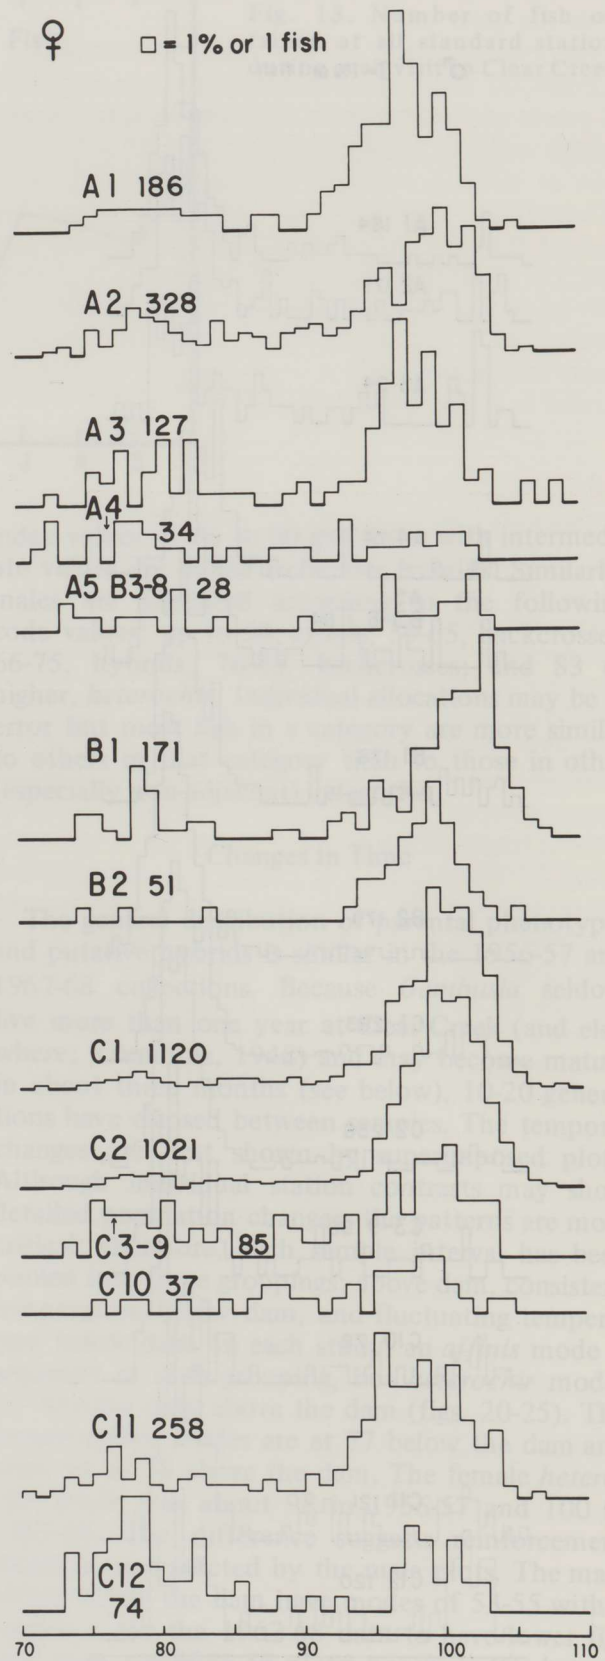 ♀ □ = 1% or 1 fish
A1 186
A2 328
A3 127
A4 34
A5 B3-8 28
B1 171
B2 51
C1 1120
C2 1021
C3-9 85
C10 37
C11 258
C12
74
70 80 90 100 110